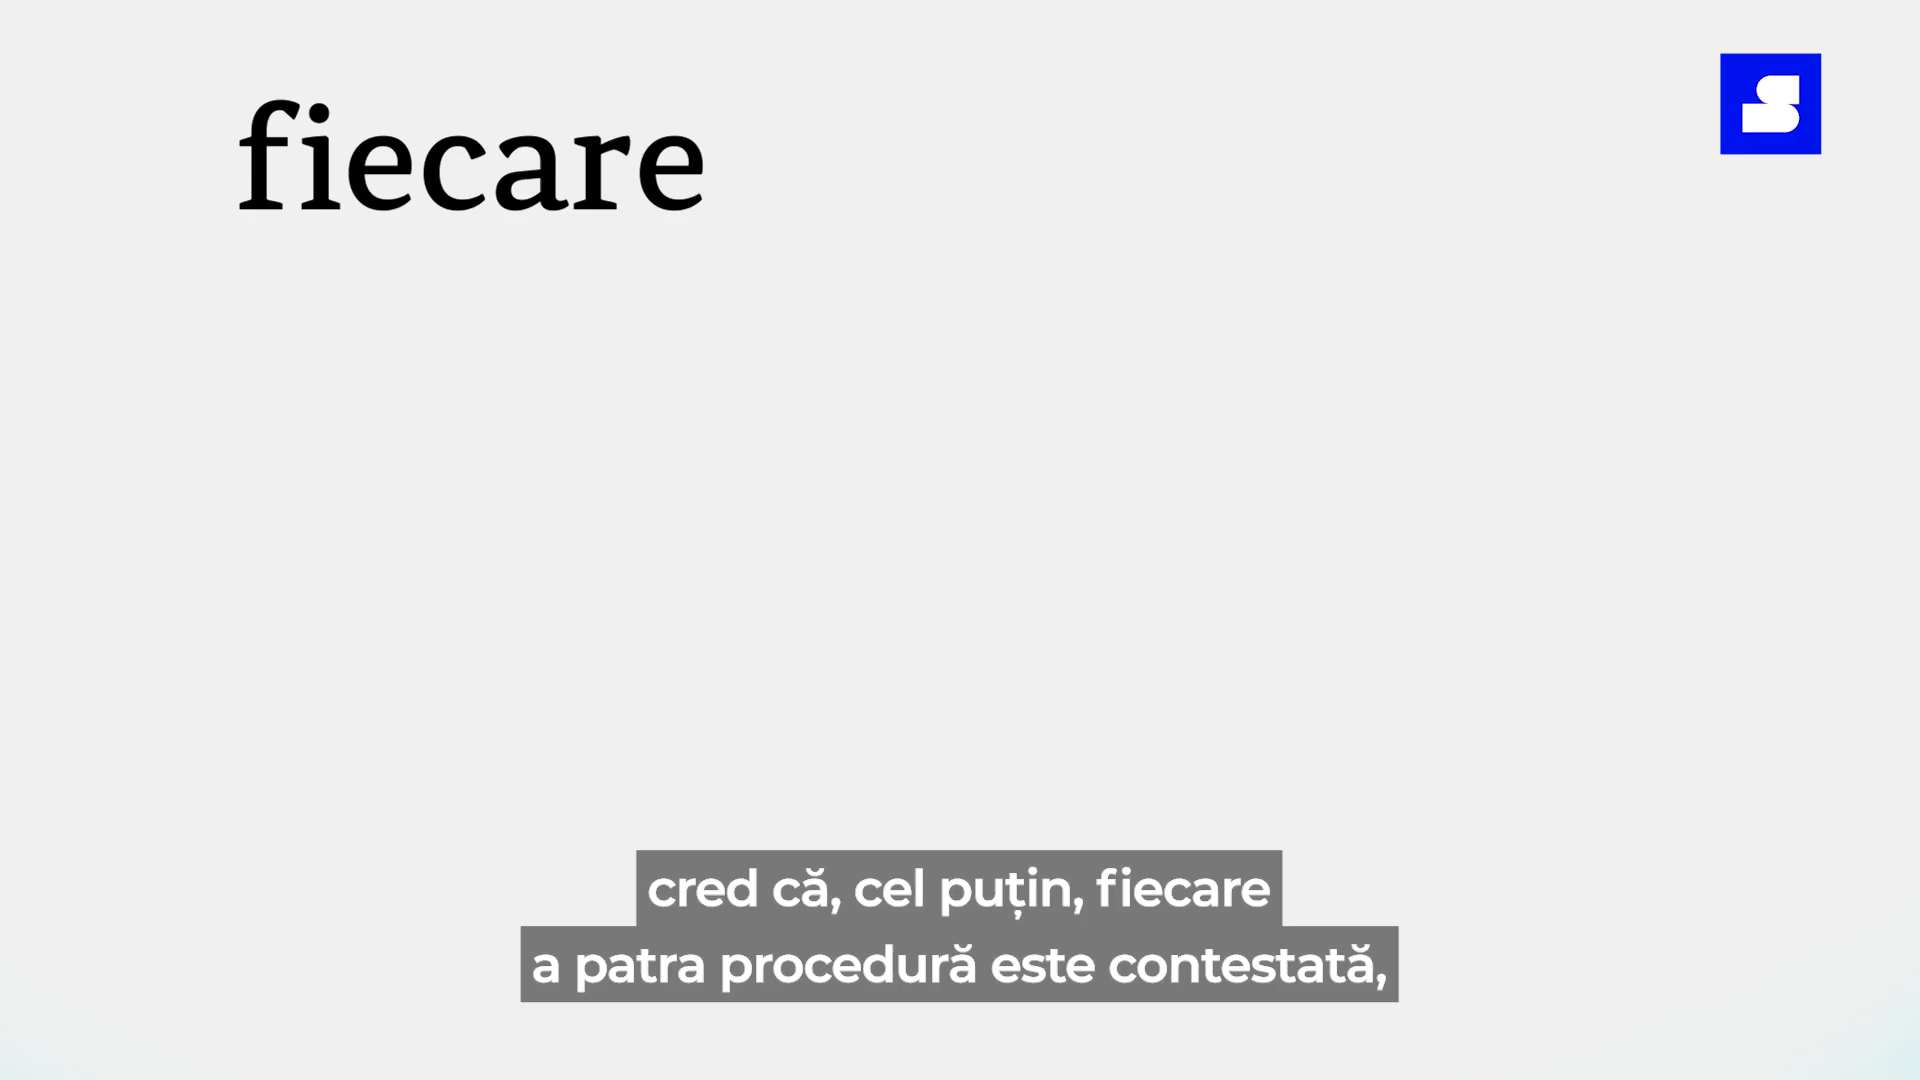 fiecare
cred că, cel puțin, fiecare
a patra procedură este contestată,